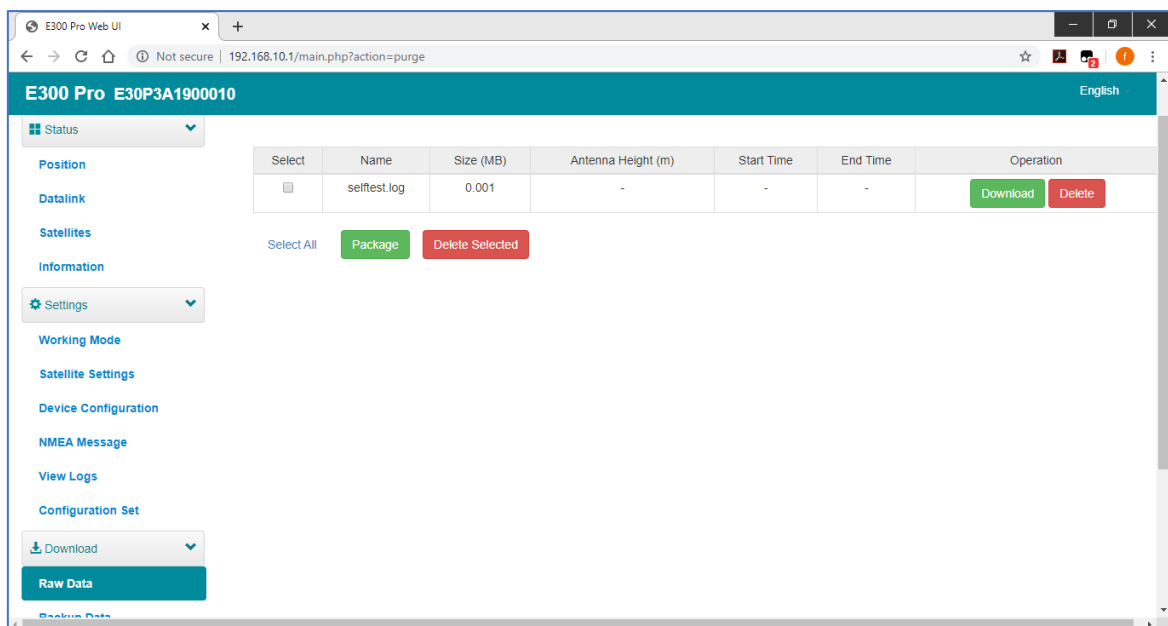 E300 Pro Web UI
Not secure | 192.168.10.1/main.php?action=purge
f
2
E300 Pro E30P3A1900010
English
Status
Position
Datalink
Satellites
Information
Settings
Working Mode
Satellite Settings
Device Configuration
NMEA Message
View Logs
Configuration Set
Download
Raw Data
Backup Data
Select Name Size (MB) Antenna Height (m) Start Time End Time Operation
selftest.log 0.001 - - - Download Delete
Select All Package Delete Selected